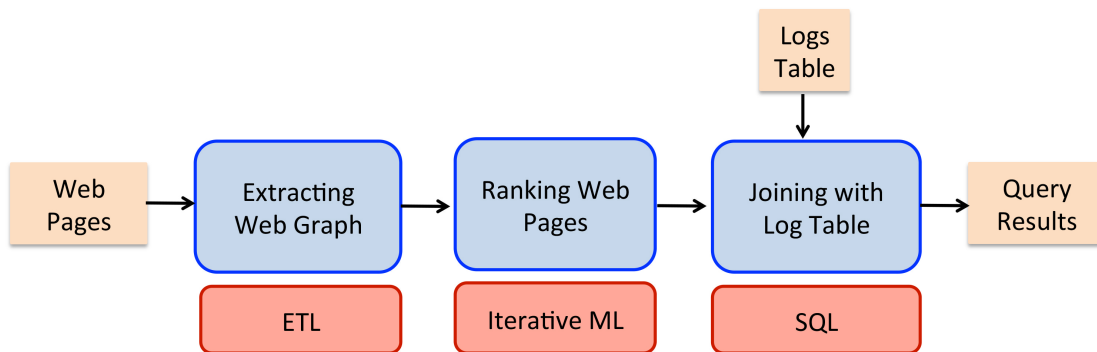 Logs
Table
Web
Pages
Extracting
Web Graph
Ranking Web
Pages
Joining with
Log Table
Query
Results
ETL
Iterative ML
SQL